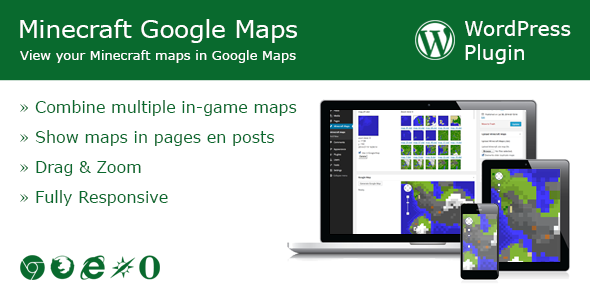 Minecraft Google Maps
View your Minecraft maps in Google Maps
WordPress
Plugin
» Combine multiple in-game maps
» Show maps in pages en posts
» Drag & Zoom
» Fully Responsive